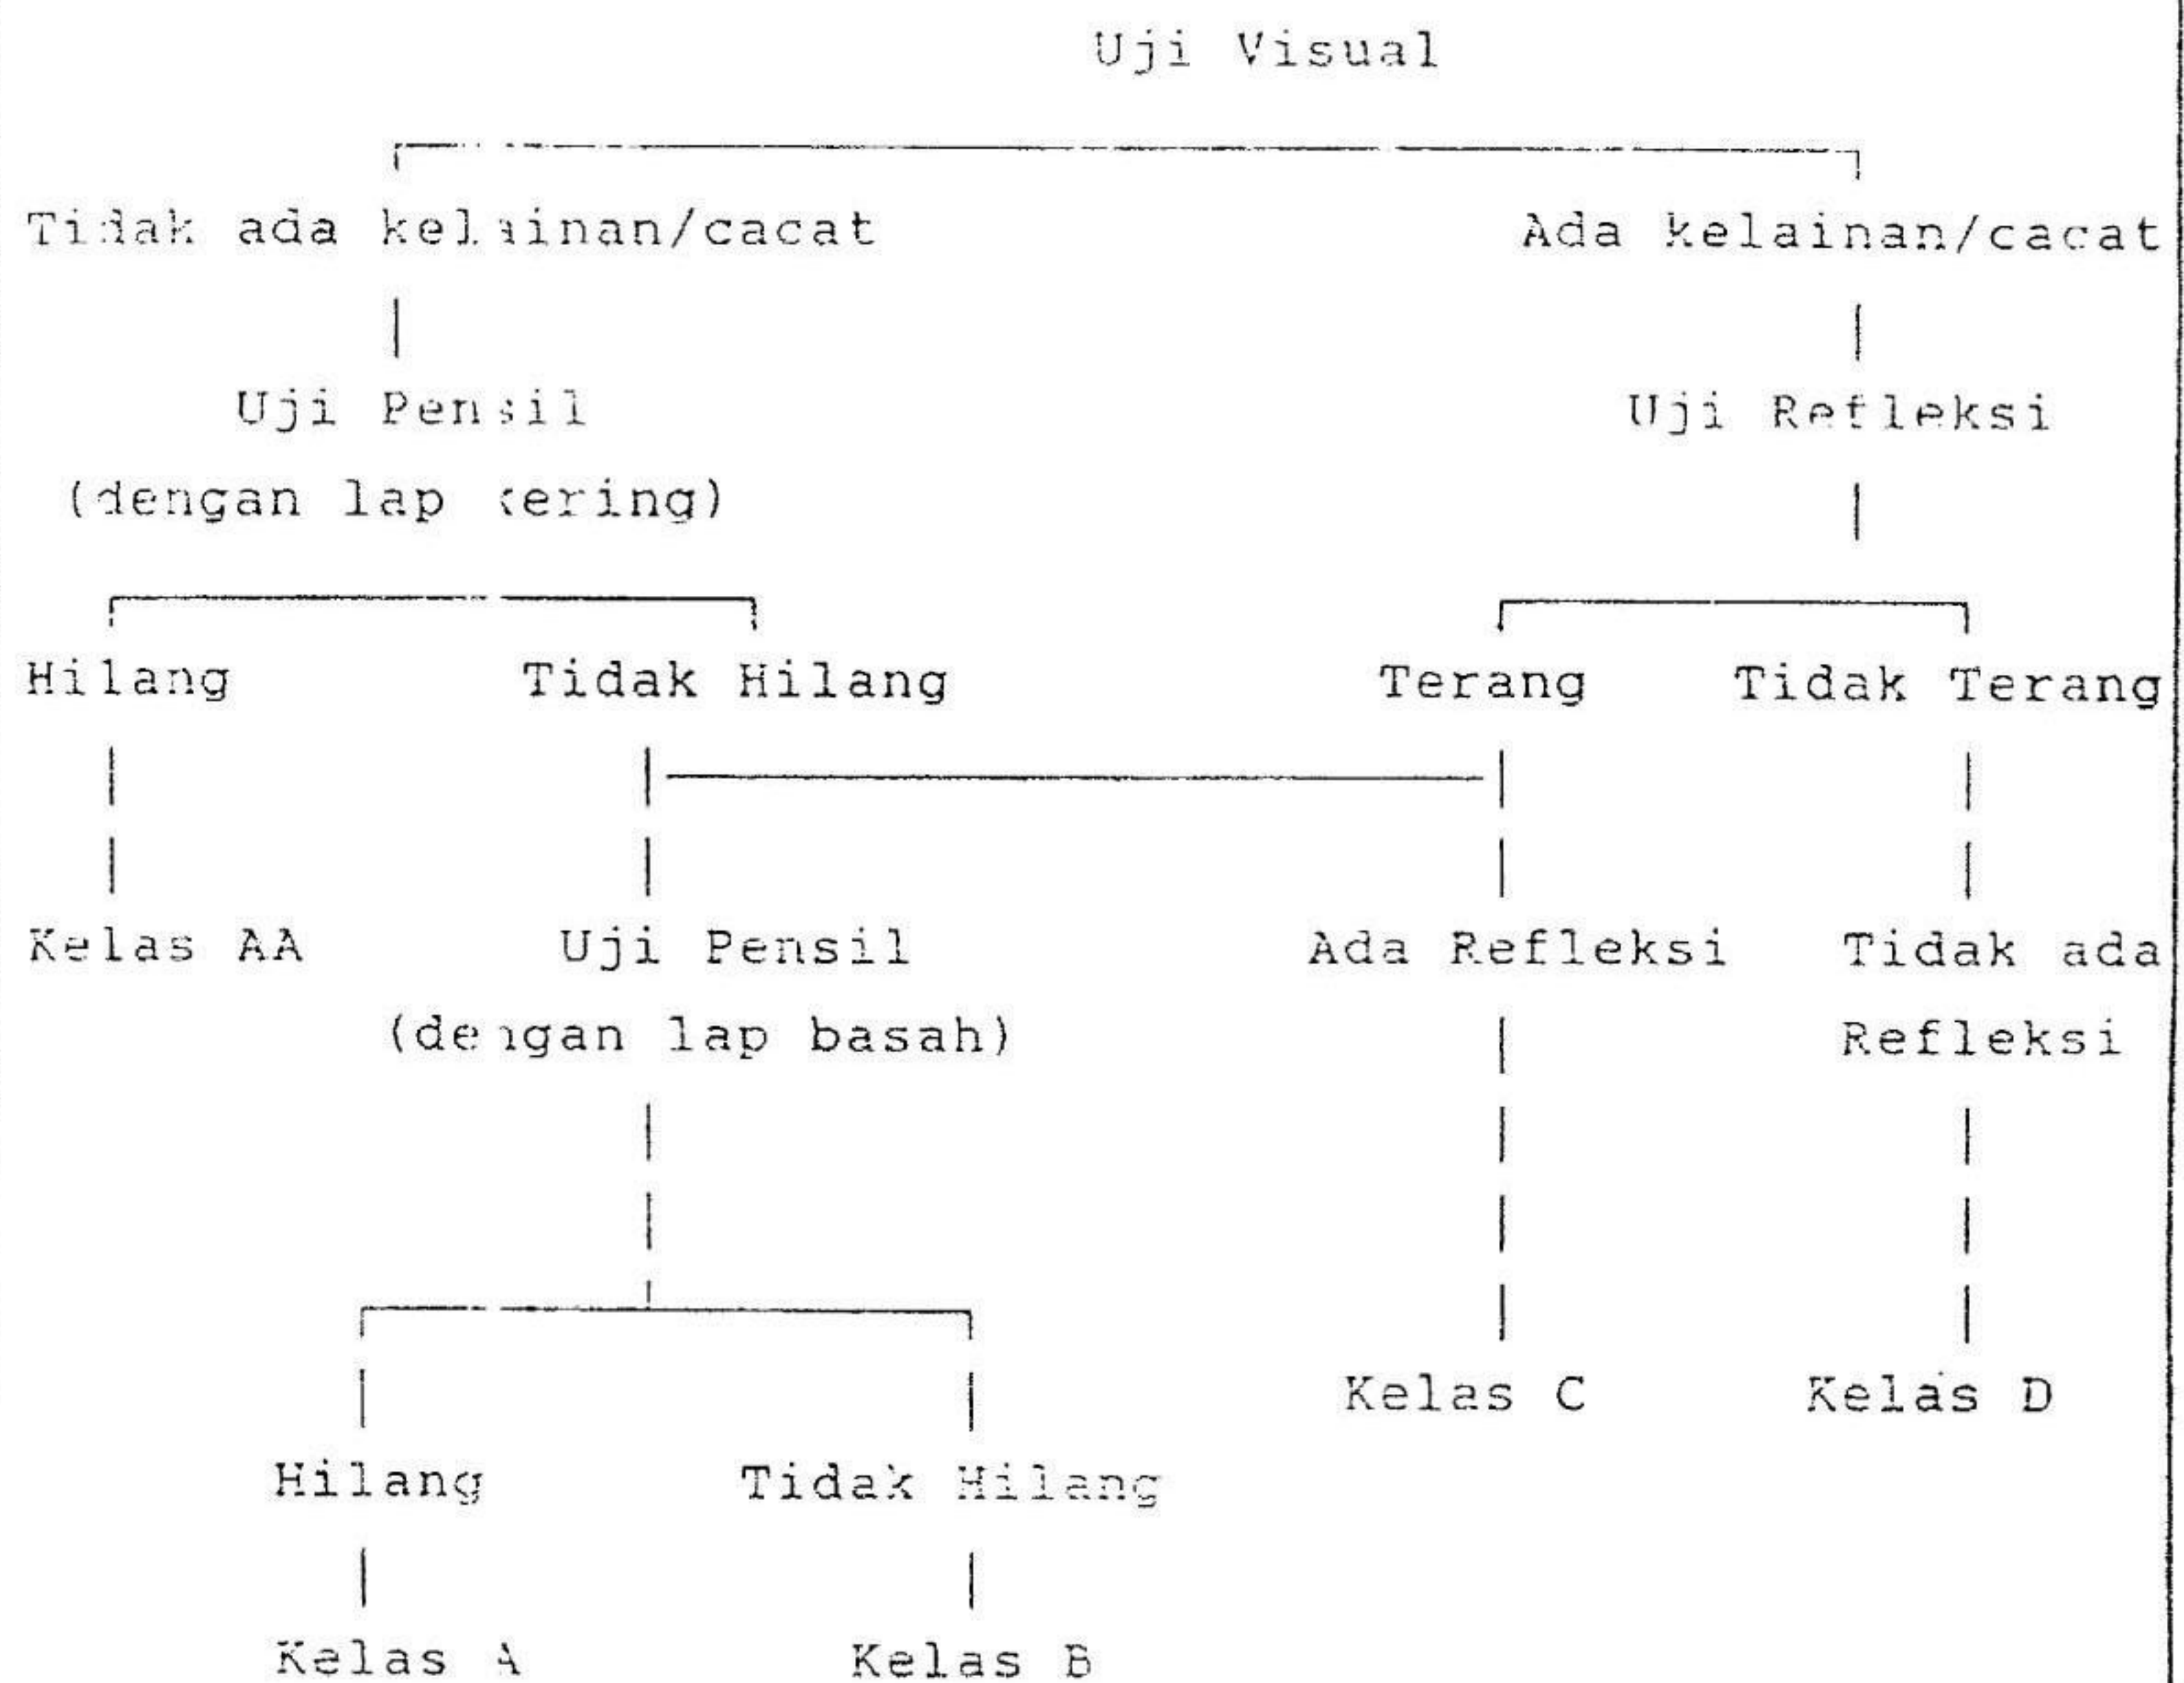 Uji Visual
Tidak ada kelainan/cacat Ada kelainan/cacat
Uji Pensil Uji Refleksi
(dengan lap kering)
Hilang Tidak Hilang Terang Tidak Terang
Kelas AA Uji Pensil Ada Refleksi Tidak ada
(dengan lap basah) Refleksi
Kelas C Kelas D
Hilang Tidak Hilang
Kelas A Kelas B